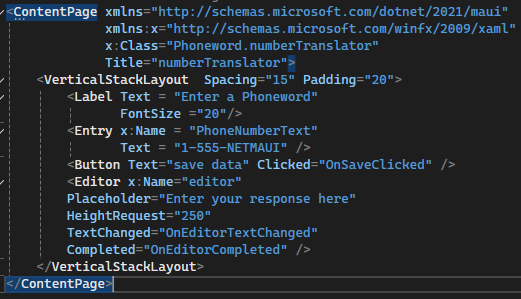 <ContentPage xmlns="http://schemas.microsoft.com/dotnet/2021/maui"
xmlns:x="http://schemas.microsoft.com/winfx/2009/xaml"
x:Class="Phoneword.numberTranslator"
Title="numberTranslator">
<VerticalStackLayout  Spacing="15" Padding="20">
<Label Text = "Enter a Phoneword"
FontSize ="20"/>
<Entry x:Name = "PhoneNumberText"
Text = "1-555-NETMAUI" />
<Button Text="save data" Clicked="OnSaveClicked" />
<Editor x:Name="editor"
Placeholder="Enter your response here"
HeightRequest="250"
TextChanged="OnEditorTextChanged"
Completed="OnEditorCompleted" />
</VerticalStackLayout>
</ContentPage>